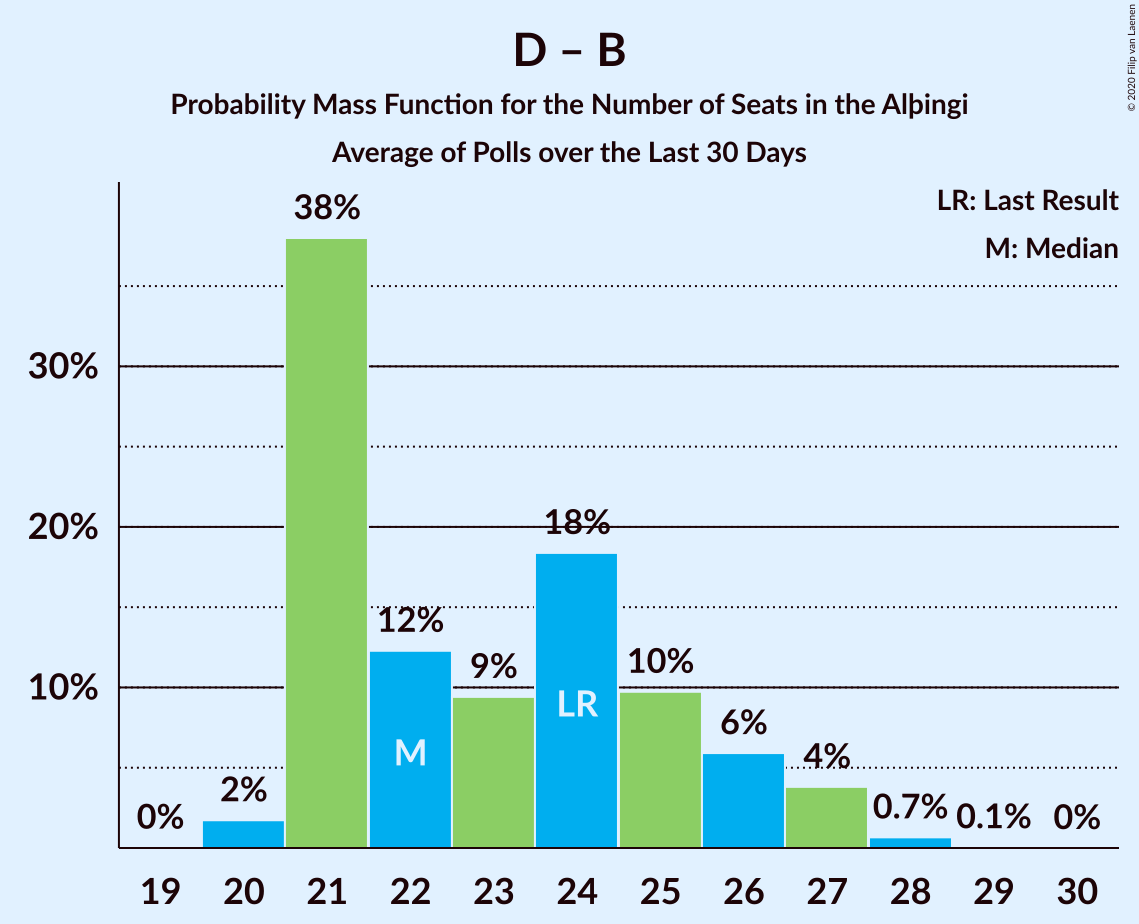 D – B
Probability Mass Function for the Number of Seats in the Alþingi
Average of Polls over the Last 30 Days
© 2020 Filip van Laenen
LR: Last Result
M: Median
38%
30%
20%
18%
12%
10%
9%
10%
6%
4%
2%
0%
0.7%
0.1%
0%
LR
M
19 20 21 22 23 24 25 26 27 28 29 30